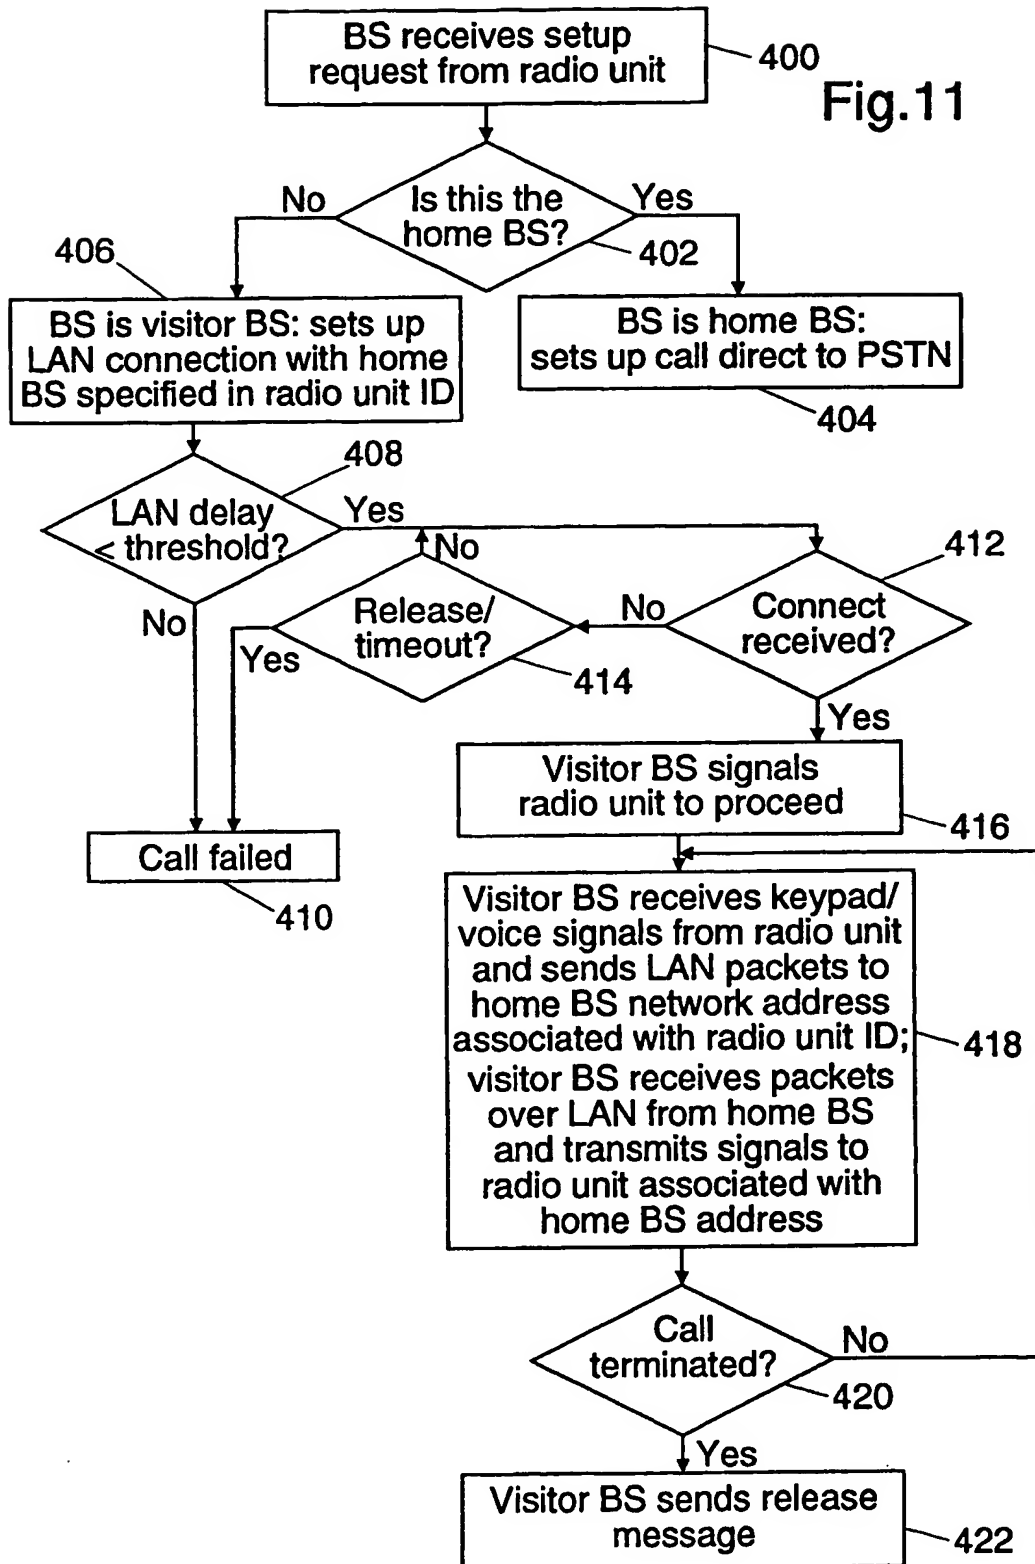 BS receives setup
request from radio unit
400
Fig.11
Is this the
home BS?
No
Yes
402
406
BS is visitor BS: sets up
LAN connection with home
BS specified in radio unit ID
BS is home BS:
sets up call direct to PSTN
404
408
LAN delay
< threshold?
Yes
No
No
412
Release/
timeout?
Yes
414
No
Connect
received?
Yes
Visitor BS signals
radio unit to proceed
416
Call failed
410
Visitor BS receives keypad/
voice signals from radio unit
and sends LAN packets to
home BS network address
associated with radio unit ID;
visitor BS receives packets
over LAN from home BS
and transmits signals to
radio unit associated with
home BS address
418
Call
terminated?
No
420
Yes
Visitor BS sends release
message
422